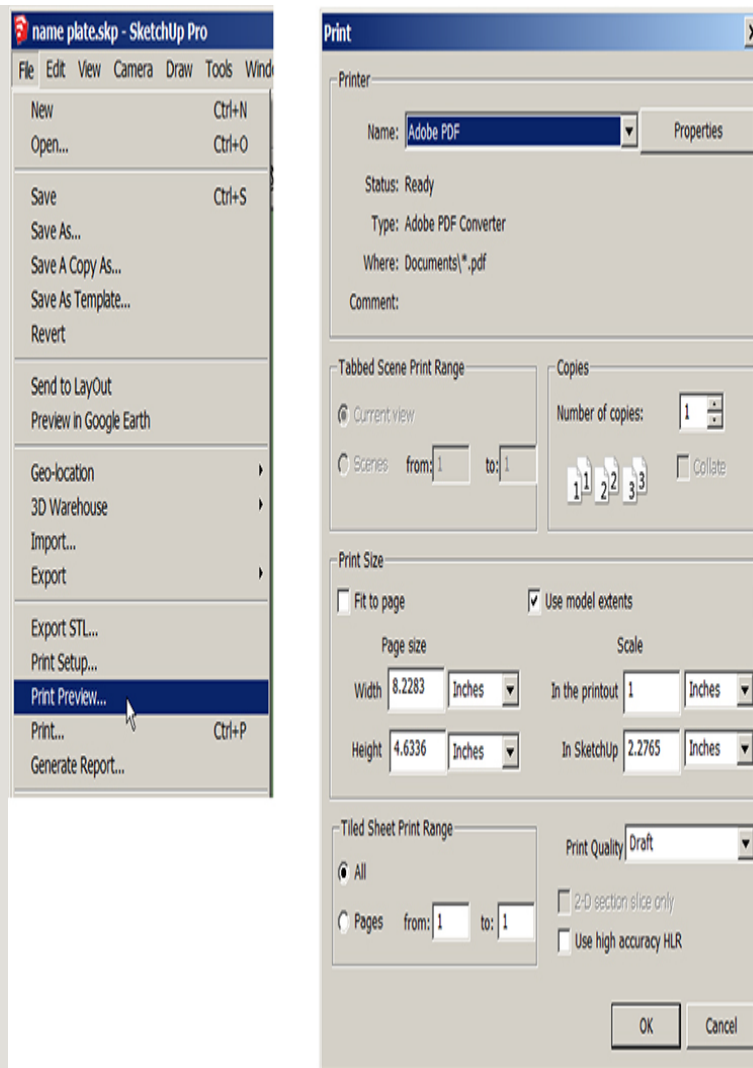 name plate.skp - SketchUp Pro
File Edit View Camera Draw Tools
New Ctrl+N
Open... Ctrl+O
Save Ctrl+S
Save As...
Save A Copy As...
Save As Template...
Revert
Send to LayOut
Preview in Google Earth
Geo-location
3D Warehouse
Import...
Export
Export STL...
Print Setup...
Print Preview...
Print... Ctrl+P
Generate Report...
Print
Printer
Name: Adobe PDF Properties
Status: Ready
Type: Adobe PDF Converter
Where: Documents\*.pdf
Comment:
Tabbed Scene Print Range
Current view
Scenes from: 1 to: 1
Copies
Number of copies: 1
1 1 2 2 3 3 Collate
Print Size
Fit to page Use model extents
Page size Scale
Width 8.2283 Inches In the printout 1 Inches
Height 4.6336 Inches In SketchUp 2.2765 Inches
Tiled Sheet Print Range
All
Pages from: 1 to: 1
Print Quality Draft
2-D section slice only
Use high accuracy HLR
OK Cancel